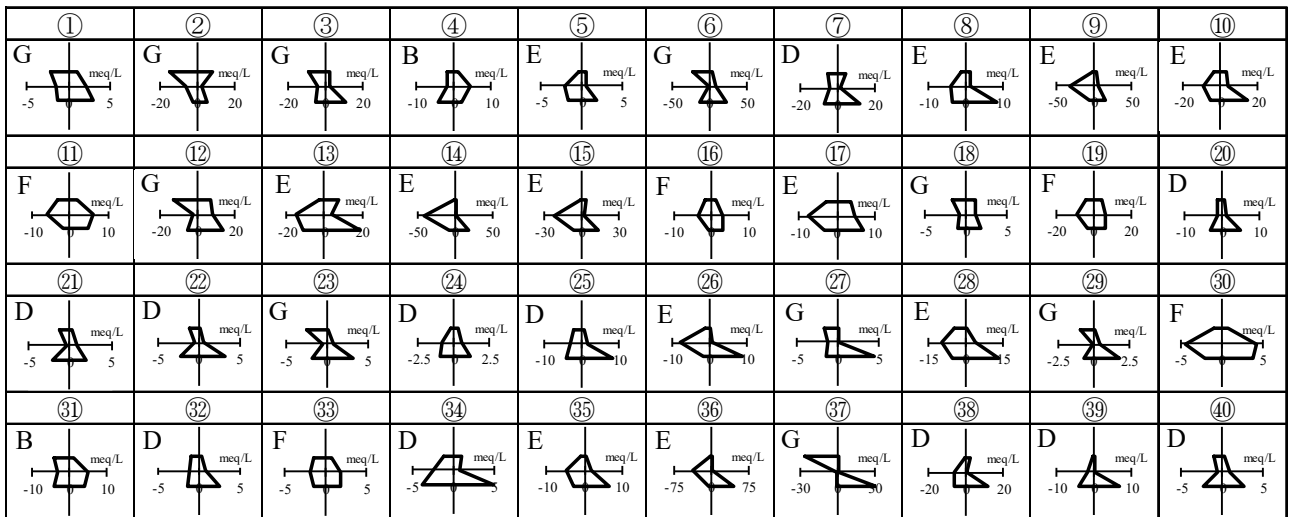 ① ② ③ ④ ⑤ ⑥ ⑦ ⑧ ⑨ ⑩
G G G B E G D E E E
meq/L meq/L meq/L meq/L meq/L meq/L meq/L meq/L meq/L meq/L
-5 0 5 -20 0 20 -20 0 20 -10 0 10 -5 0 5 -50 0 50 -20 0 20 -10 0 10 -50 0 50 -20 0 20
⑪ ⑫ ⑬ ⑭ ⑮ ⑯ ⑰ ⑱ ⑲ ⑳
F G E E E F E G F D
meq/L meq/L meq/L meq/L meq/L meq/L meq/L meq/L meq/L meq/L
-10 0 10 -20 0 20 -20 0 20 -50 0 50 -30 0 30 -10 0 10 -10 0 10 -5 0 5 -20 0 20 -10 0 10
㉑ ㉒ ㉓ ㉔ ㉕ ㉖ ㉗ ㉘ ㉙ ㉚
D D G D D E G E G F
meq/L meq/L meq/L meq/L meq/L meq/L meq/L meq/L meq/L meq/L
-5 0 5 -5 0 5 -5 0 5 -2.5 0 2.5 -10 0 10 -10 0 10 -5 0 5 -15 0 15 -2.5 0 2.5 -5 0 5
㉛ ㉜ ㉝ ㉞ ㉟ ㊱ ㊲ ㊳ ㊴ ㊵
B D F D E E G D D D
meq/L meq/L meq/L meq/L meq/L meq/L meq/L meq/L meq/L meq/L
-10 0 10 -5 0 5 -5 0 5 -5 0 5 -10 0 10 -75 0 75 -30 0 30 -20 0 20 -10 0 10 -5 0 5